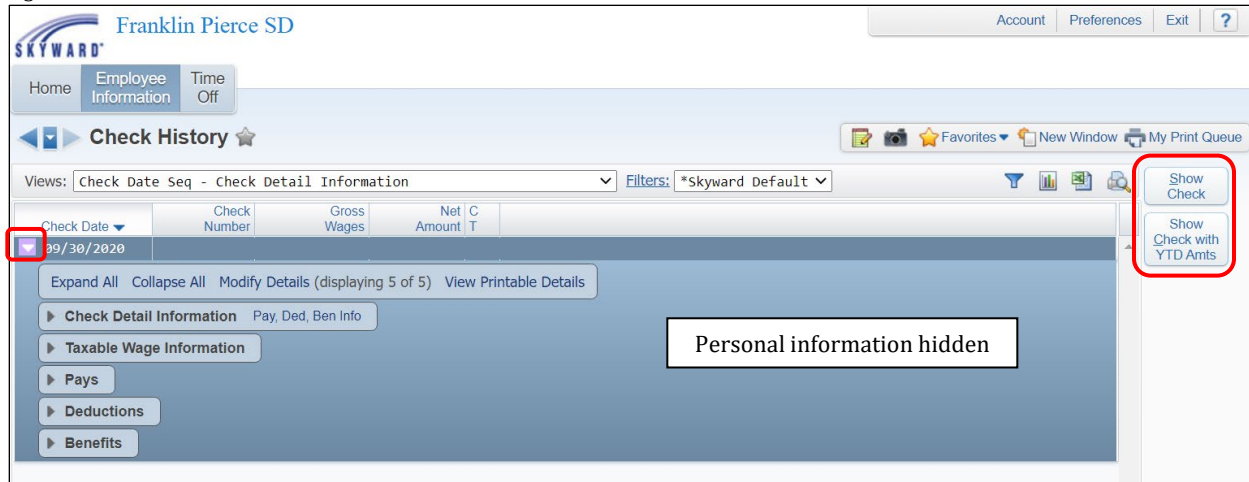 SKYWARD
Franklin Pierce SD
Account Preferences Exit ?
Home
Employee
Information
Time
Off
Check History
Favorites New Window My Print Queue
Views: Check Date Seq - Check Detail Information Filters: *Skyward Default
Show
Check
Show
Check with
YTD Amts
Check Date
Check
Number
Gross
Wages
Net
Amount
C
T
09/30/2020
Expand All Collapse All Modify Details (displaying 5 of 5) View Printable Details
Check Detail Information Pay, Ded, Ben Info
Taxable Wage Information
Pays
Deductions
Benefits
Personal information hidden